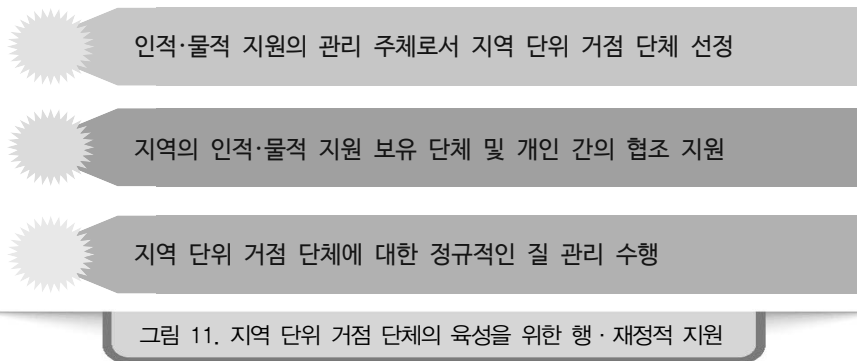 인적·물적 지원의 관리 주체로서 지역 단위 거점 단체 선정
지역의 인적·물적 지원 보유 단체 및 개인 간의 협조 지원
지역 단위 거점 단체에 대한 정규적인 질 관리 수행
그림 11. 지역 단위 거점 단체의 육성을 위한 행·재정적 지원